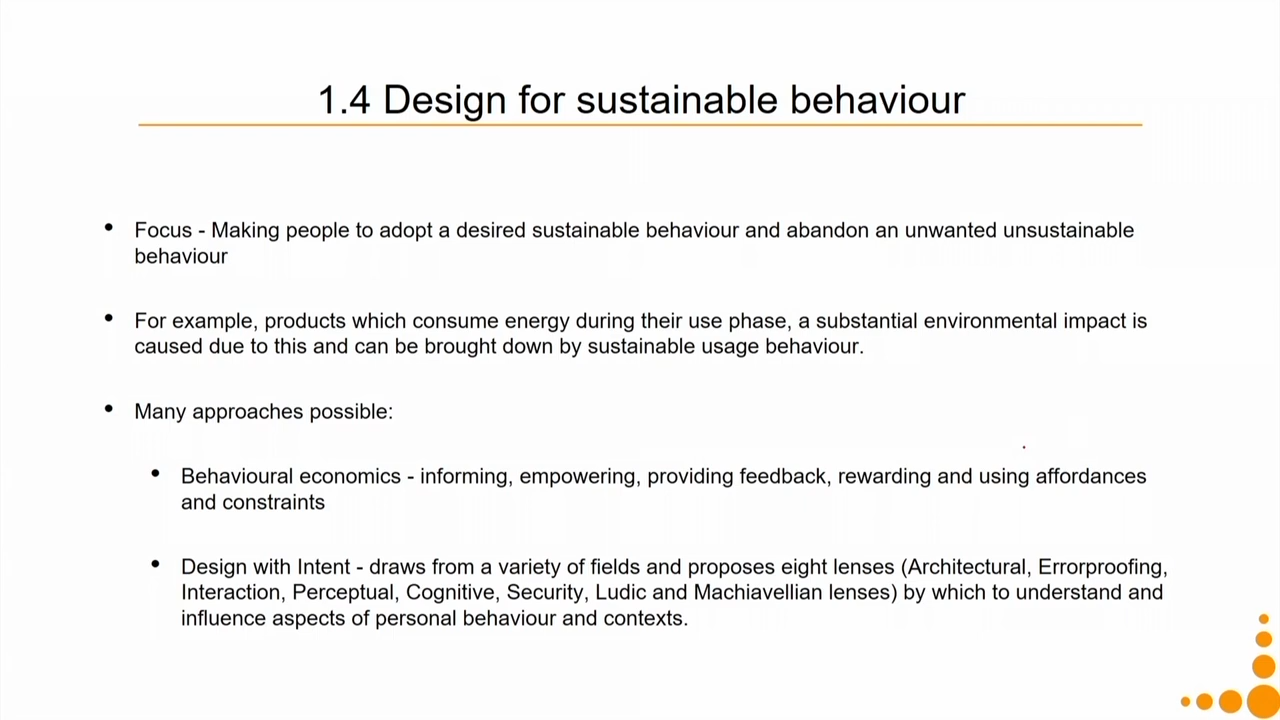 1.4 Design for sustainable behaviour
• Focus - Making people to adopt a desired sustainable behaviour and abandon an unwanted unsustainable
behaviour
• For example, products which consume energy during their use phase, a substantial environmental impact is
caused due to this and can be brought down by sustainable usage behaviour.
• Many approaches possible:
• Behavioural economics - informing, empowering, providing feedback, rewarding and using affordances
and constraints
• Design with Intent - draws from a variety of fields and proposes eight lenses (Architectural, Errorproofing,
Interaction, Perceptual, Cognitive, Security, Ludic and Machiavellian lenses) by which to understand and
influence aspects of personal behaviour and contexts.